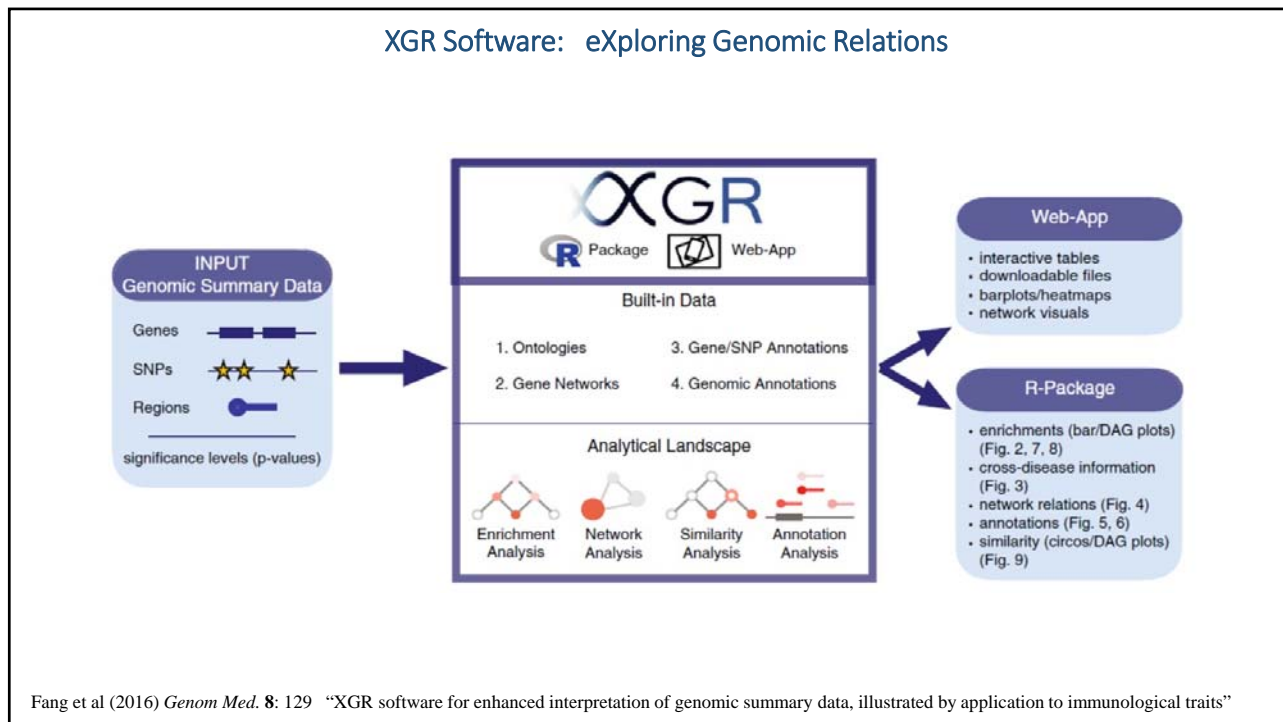 XGR Software: eXploring Genomic Relations
INPUT
Genomic Summary Data
Genes
SNPs
Regions
significance levels (p-values)
XGR
R Package Web-App
Built-in Data
1. Ontologies
2. Gene Networks
3. Gene/SNP Annotations
4. Genomic Annotations
Analytical Landscape
Enrichment
Analysis
Network
Analysis
Similarity
Analysis
Annotation
Analysis
Web-App
• interactive tables
• downloadable files
• barplots/heatmaps
• network visuals
R-Package
• enrichments (bar/DAG plots)
(Fig. 2, 7, 8)
• cross-disease information
(Fig. 3)
• network relations (Fig. 4)
• annotations (Fig. 5, 6)
• similarity (circos/DAG plots)
(Fig. 9)
Fang et al (2016) Genom Med. 8: 129 “XGR software for enhanced interpretation of genomic summary data, illustrated by application to immunological traits”